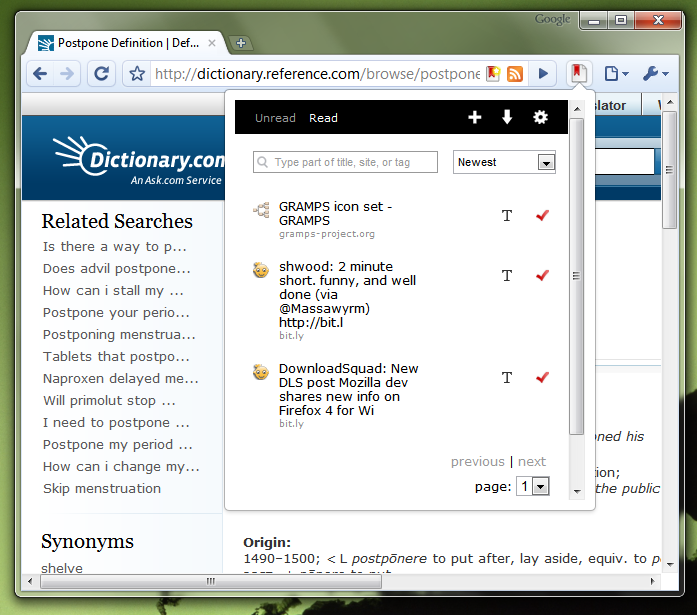 Google
Postpone Definition | Def...
http://dictionary.reference.com/browse/postpone
Unread Read
Type part of title, site, or tag
Newest
GRAMPS icon set -
GRAMPS
gramps-project.org
T
shwood: 2 minute
short. funny, and well
done (via
@Massawyrm)
http://bit.l
bit.ly
T
DownloadSquad: New
DLS post Mozilla dev
shares new info on
Firefox 4 for Wi
bit.ly
T
previous | next
page: 1
Dictionary.com
An Ask.com Service
Related Searches
Is there a way to p...
Does advil postpone...
How can i stall my ...
Postpone your perio...
Postponing menstrua...
Tablets that postpo...
Naproxen delayed me...
Will primolut stop ...
I need to postpone ...
Postpone my period ...
How can i change my...
Skip menstruation
Synonyms
shelve
slator
oned his
tion;
the public
Origin:
1490–1500; < L postpōnere to put after, lay aside, equiv. to